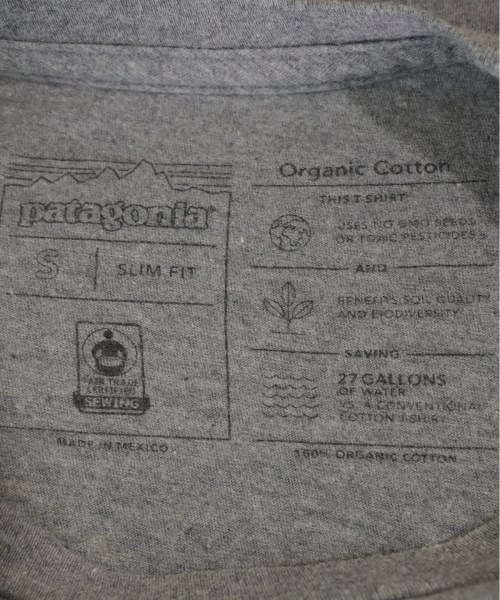 patagonia
S | SLIM FIT
FAIR TRADE
CERTIFIED
SEWING
MADE IN MEXICO
Organic Cotton
THIS T-SHIRT
USES NO GMO SEEDS
OR TOXIC PESTICIDES
AND
BENEFITS SOIL QUALITY
AND BIODIVERSITY
SAVING
27 GALLONS
OF WATER
VS. A CONVENTIONAL
COTTON T-SHIRT
100% ORGANIC COTTON